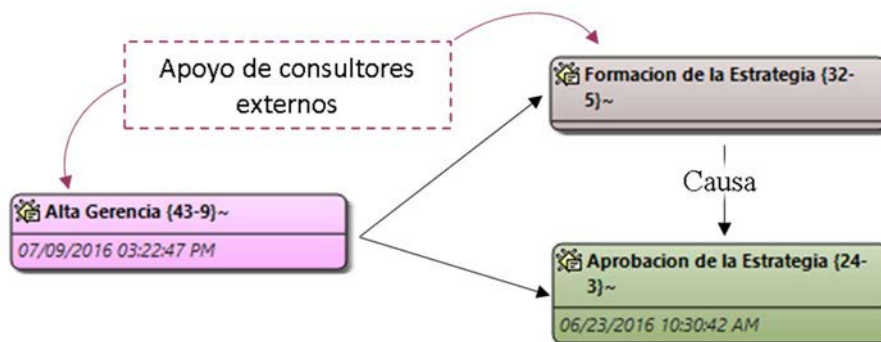 Apoyo de consultores
externos
Formacion de la Estrategia {32-
5}~
Causa
Alta Gerencia {43-9}~
07/09/2016 03:22:47 PM
Aprobacion de la Estrategia {24-
3}~
06/23/2016 10:30:42 AM